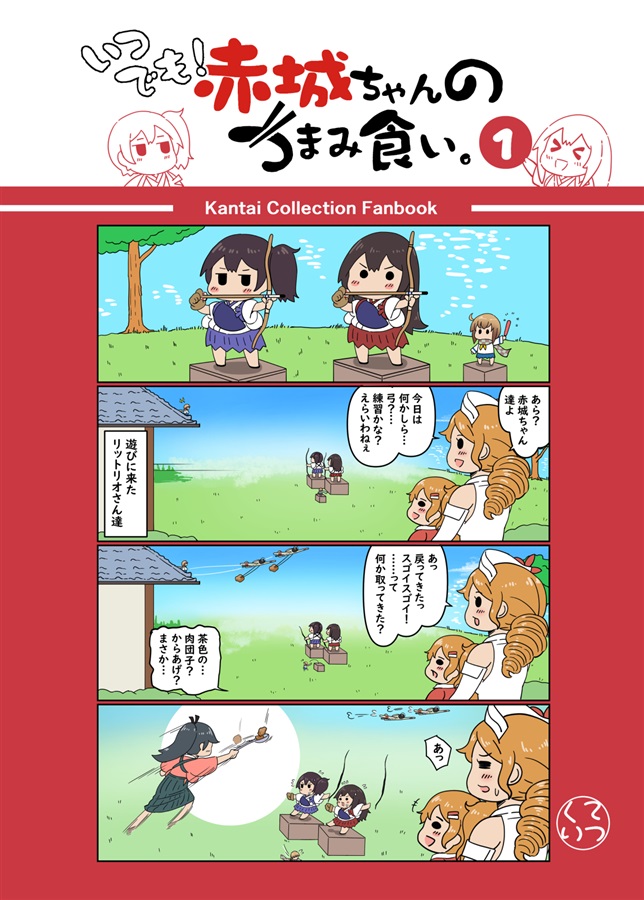 いつでも!
赤城ちゃんの
つまみ食い。
1
Kantai Collection Fanbook
あら?
赤城ちゃん
達よ
今日は
何かしら…
弓?…
練習かな?
えらいわねぇ
遊びに来た
リットリオさん達
あっ
戻ってきたっ
スゴイスゴイ!
……って
何か取ってきた?
茶色の…
肉団子?
からあげ?
まさか…
あっ
くて
いつ